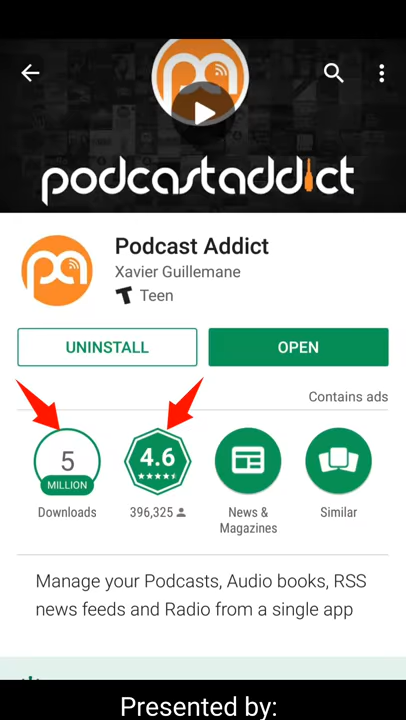 podcastaddict
Podcast Addict
Xavier Guillemane
T Teen
UNINSTALL
OPEN
Contains ads
5
MILLION
Downloads
4.6
396,325
News &
Magazines
Similar
Manage your Podcasts, Audio books, RSS
news feeds and Radio from a single app
Presented by: